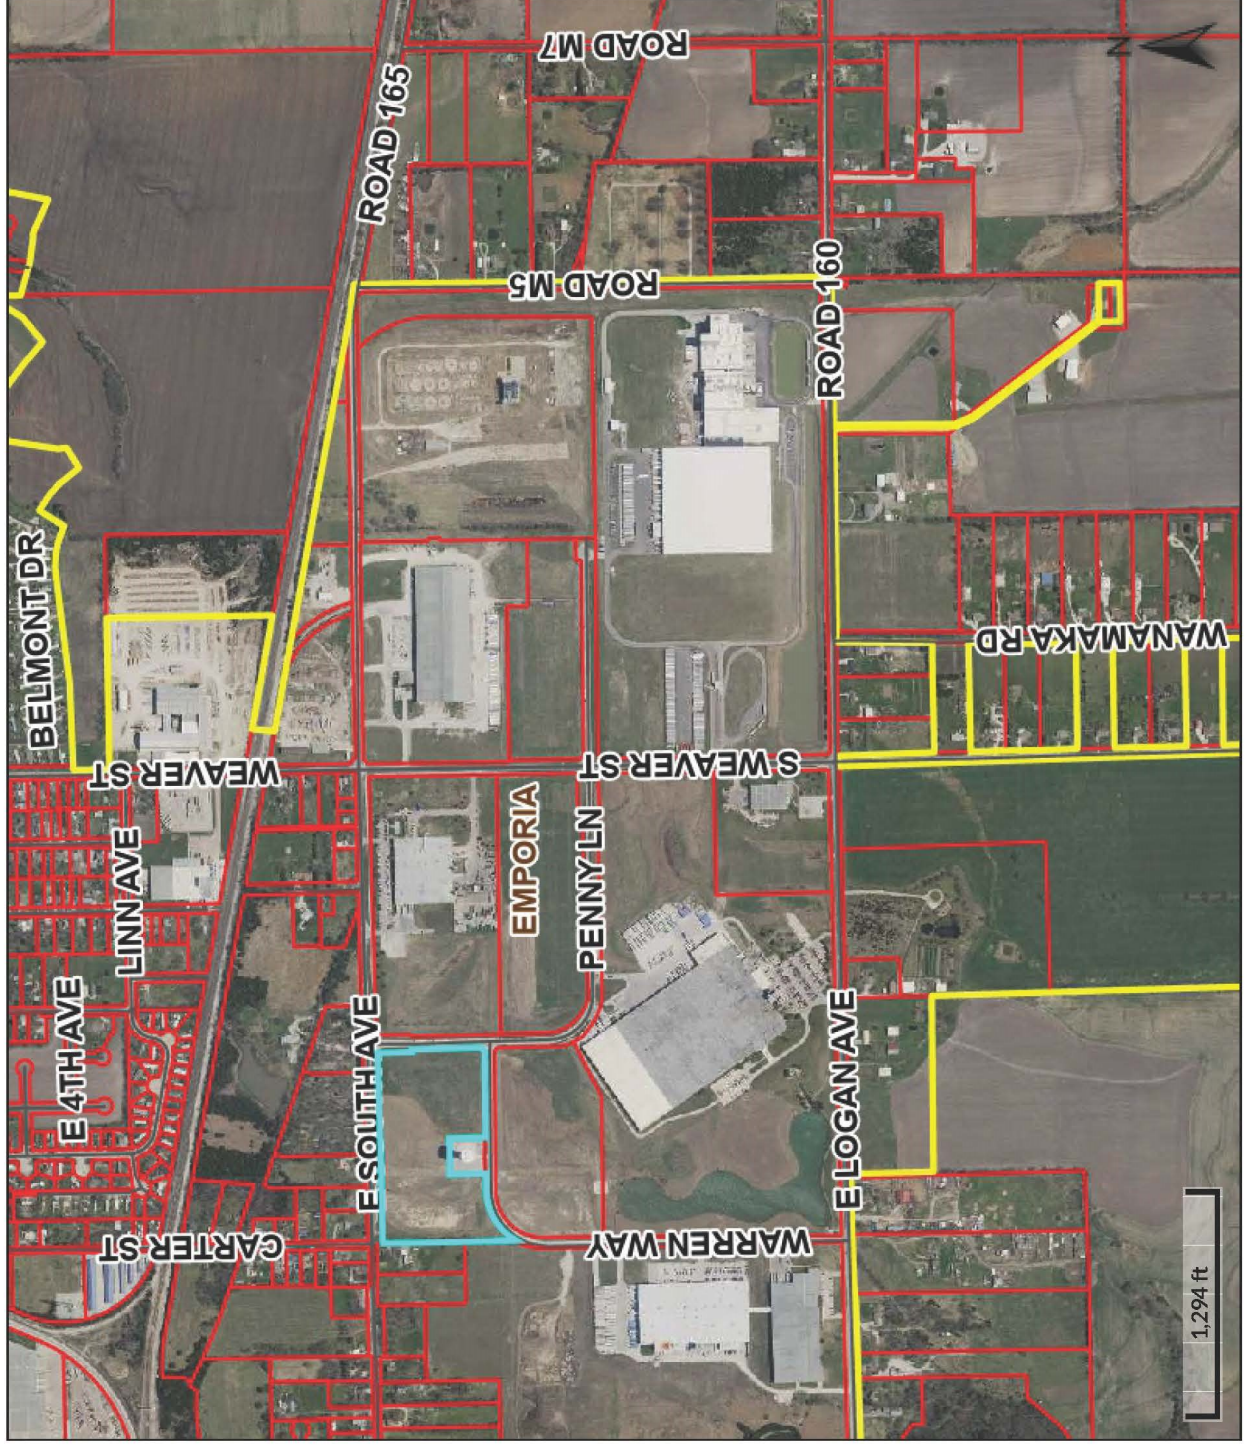 ROAD M7
ROAD 165
ROAD M5
ROAD 160
N
BELMONT DR
WANAMAKA RD
WEAVER ST
S WEAVER ST
LINN AVE
EMPORIA
PENNY LN
E 4TH AVE
E SOUTH AVE
E LOGAN AVE
CARTER ST
WARREN WAY
1,294 ft